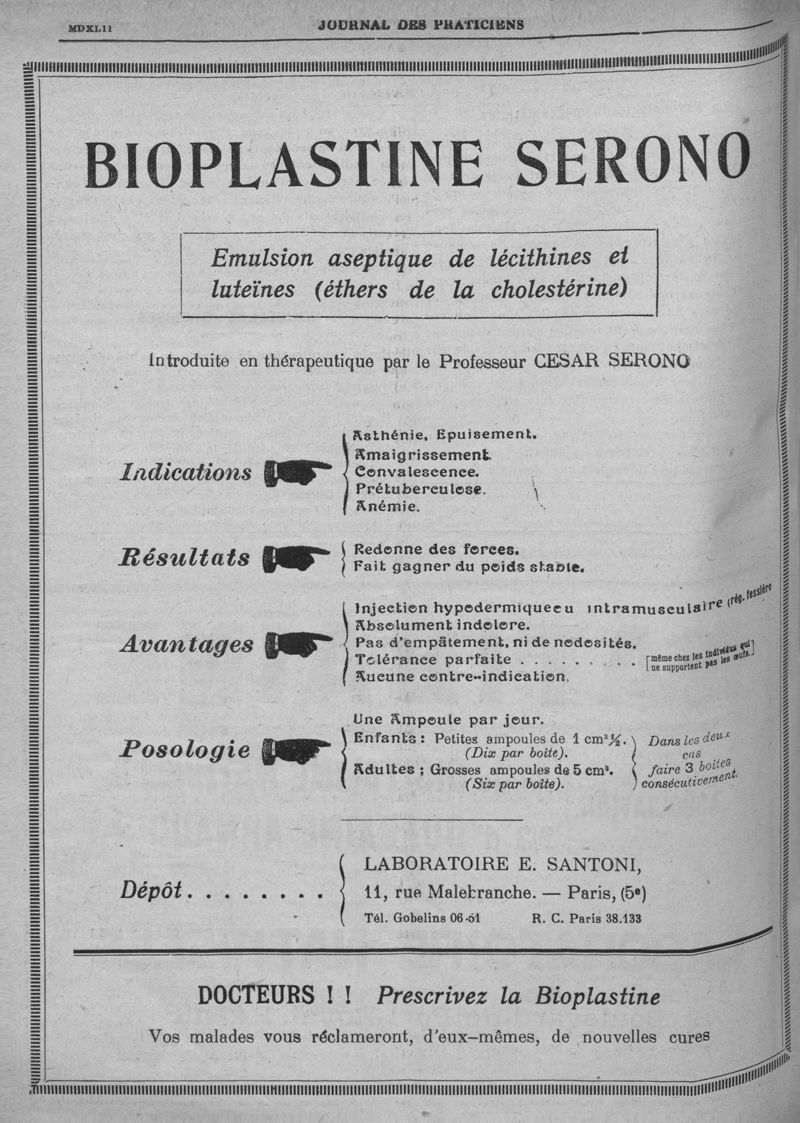 MDXLII
JOURNAL DES PRATICIENS
BIOPLASTINE SERONO
Emulsion aseptique de lécithines et
luteïnes (éthers de la cholestérine)
Introduite en thérapeutique par le Professeur CESAR SERONO
Indications
Asthénie, Epuisement.
Amaigrissement.
Convalescence.
Prétuberculose.
Anémie.
Résultats
Redonne des forces.
Fait gagner du poids stable.
Avantages
Injection hypodermique ou intramusculaire (rég. fessière
Absolument indolore.
Pas d'empâtement, ni de nodosités.
Tolérance parfaite . . . . . . . . . [même chez les individus qui
ne supportent pas les œufs.]
Aucune contre-indication.
Posologie
Une Ampoule par jour.
Enfants : Petites ampoules de 1 cm³ ½.
(Dix par boîte).
Adultes ; Grosses ampoules de 5 cm³.
(Six par boîte).
Dans les deux
cas
faire 3 boîtes
consécutivement.
Dépôt . . . . . . . .
LABORATOIRE E. SANTONI,
11, rue Malebranche. — Paris, (5e)
Tél. Gobelins 06-51 R. C. Paris 38.133
DOCTEURS ! ! Prescrivez la Bioplastine
Vos malades vous réclameront, d'eux-mêmes, de nouvelles cures